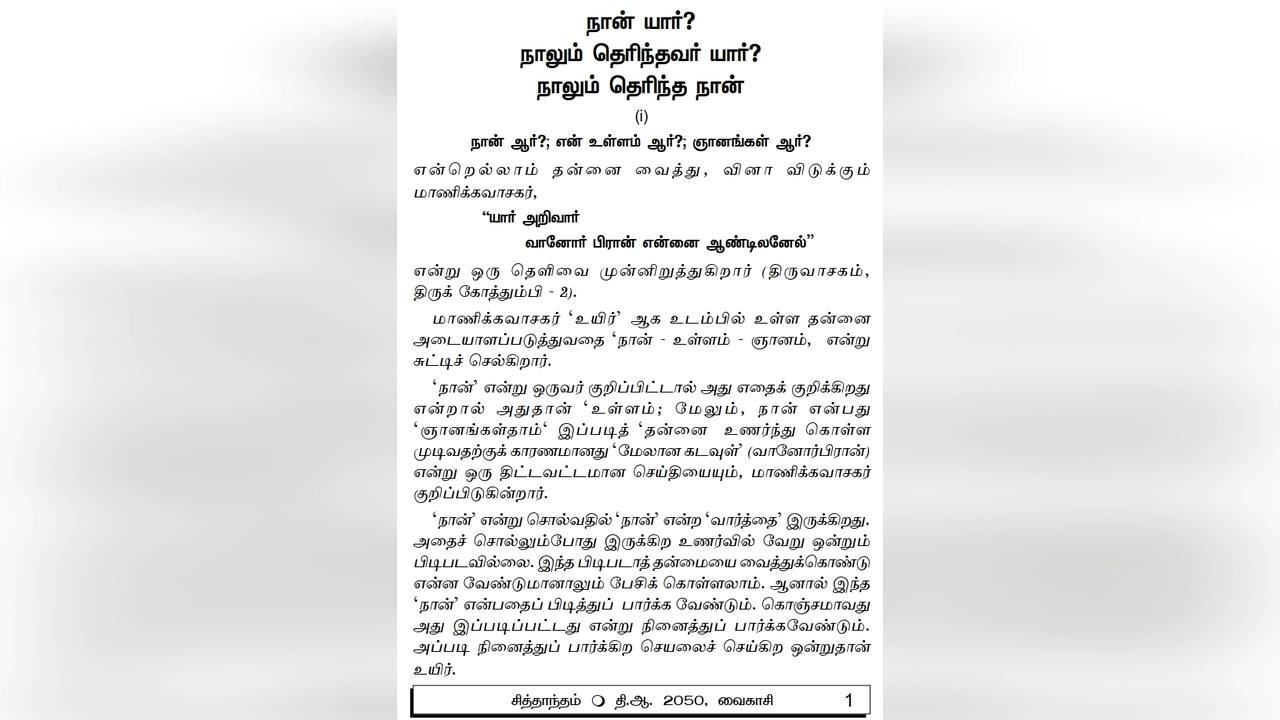 நான் யார்?
நாலும் தெரிந்தவர் யார்?
நாலும் தெரிந்த நான்
(i)
நான் ஆர்?; என் உள்ளம் ஆர்?; ஞானங்கள் ஆர்?
என்றெல்லாம் தன்னை வைத்து, வினா விடுக்கும்
மாணிக்கவாசகர்,
“யார் அறிவார்
வானோர் பிரான் என்னை ஆண்டிலனேல்”
என்று ஒரு தெளிவை முன்னிறுத்துகிறார் (திருவாசகம்,
திருக் கோத்தும்பி - 2).
மாணிக்கவாசகர் ‘உயிர்’ ஆக உடம்பில் உள்ள தன்னை
அடையாளப்படுத்துவதை ‘நான் - உள்ளம் - ஞானம், என்று
சுட்டிச் செல்கிறார்.
‘நான்’ என்று ஒருவர் குறிப்பிட்டால் அது எதைக் குறிக்கிறது
என்றால் அதுதான் ‘உள்ளம்; மேலும், நான் என்பது
‘ஞானங்கள்தாம்‘ இப்படித் ‘தன்னை உணர்ந்து கொள்ள
முடிவதற்குக் காரணமானது ‘மேலான கடவுள்’ (வானோர்பிரான்)
என்று ஒரு திட்டவட்டமான செய்தியையும், மாணிக்கவாசகர்
குறிப்பிடுகின்றார்.
‘நான்’ என்று சொல்வதில் ‘நான்’ என்ற ‘வார்த்தை’ இருக்கிறது.
அதைச் சொல்லும்போது இருக்கிற உணர்வில் வேறு ஒன்றும்
பிடிபடவில்லை. இந்த பிடிபடாத் தன்மையை வைத்துக்கொண்டு
என்ன வேண்டுமானாலும் பேசிக் கொள்ளலாம். ஆனால் இந்த
‘நான்’ என்பதைப் பிடித்துப் பார்க்க வேண்டும். கொஞ்சமாவது
அது இப்படிப்பட்டது என்று நினைத்துப் பார்க்கவேண்டும்.
அப்படி நினைத்துப் பார்க்கிற செயலைச் செய்கிற ஒன்றுதான்
உயிர்.
சித்தாந்தம் ❍ தி.ஆ. 2050, வைகாசி 1